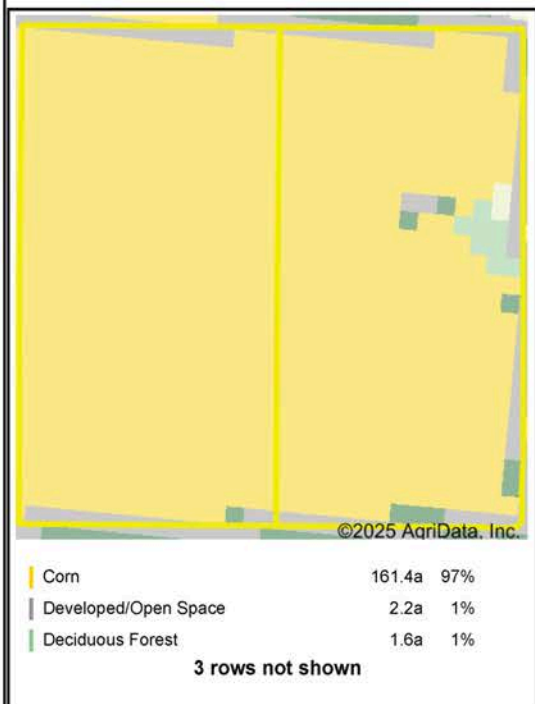 ©2025 AgriData, Inc.
Corn 161.4a 97%
Developed/Open Space 2.2a 1%
Deciduous Forest 1.6a 1%
3 rows not shown